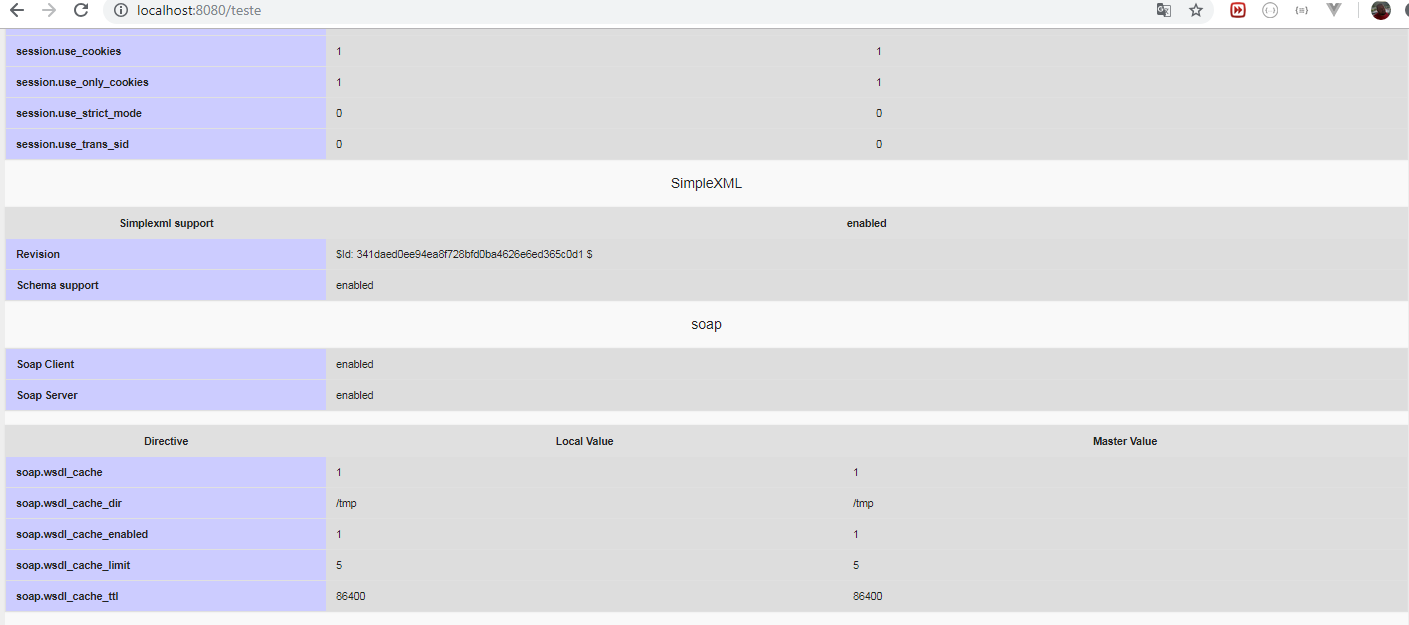 localhost:8080/teste
session.use_cookies 1 1
session.use_only_cookies 1 1
session.use_strict_mode 0 0
session.use_trans_sid 0 0
SimpleXML
Simplexml support enabled
Revision $Id: 341daed0ee94ea8f728bfd0ba4626e6ed365c0d1 $
Schema support enabled
soap
Soap Client enabled
Soap Server enabled
Directive Local Value Master Value
soap.wsdl_cache 1 1
soap.wsdl_cache_dir /tmp /tmp
soap.wsdl_cache_enabled 1 1
soap.wsdl_cache_limit 5 5
soap.wsdl_cache_ttl 86400 86400